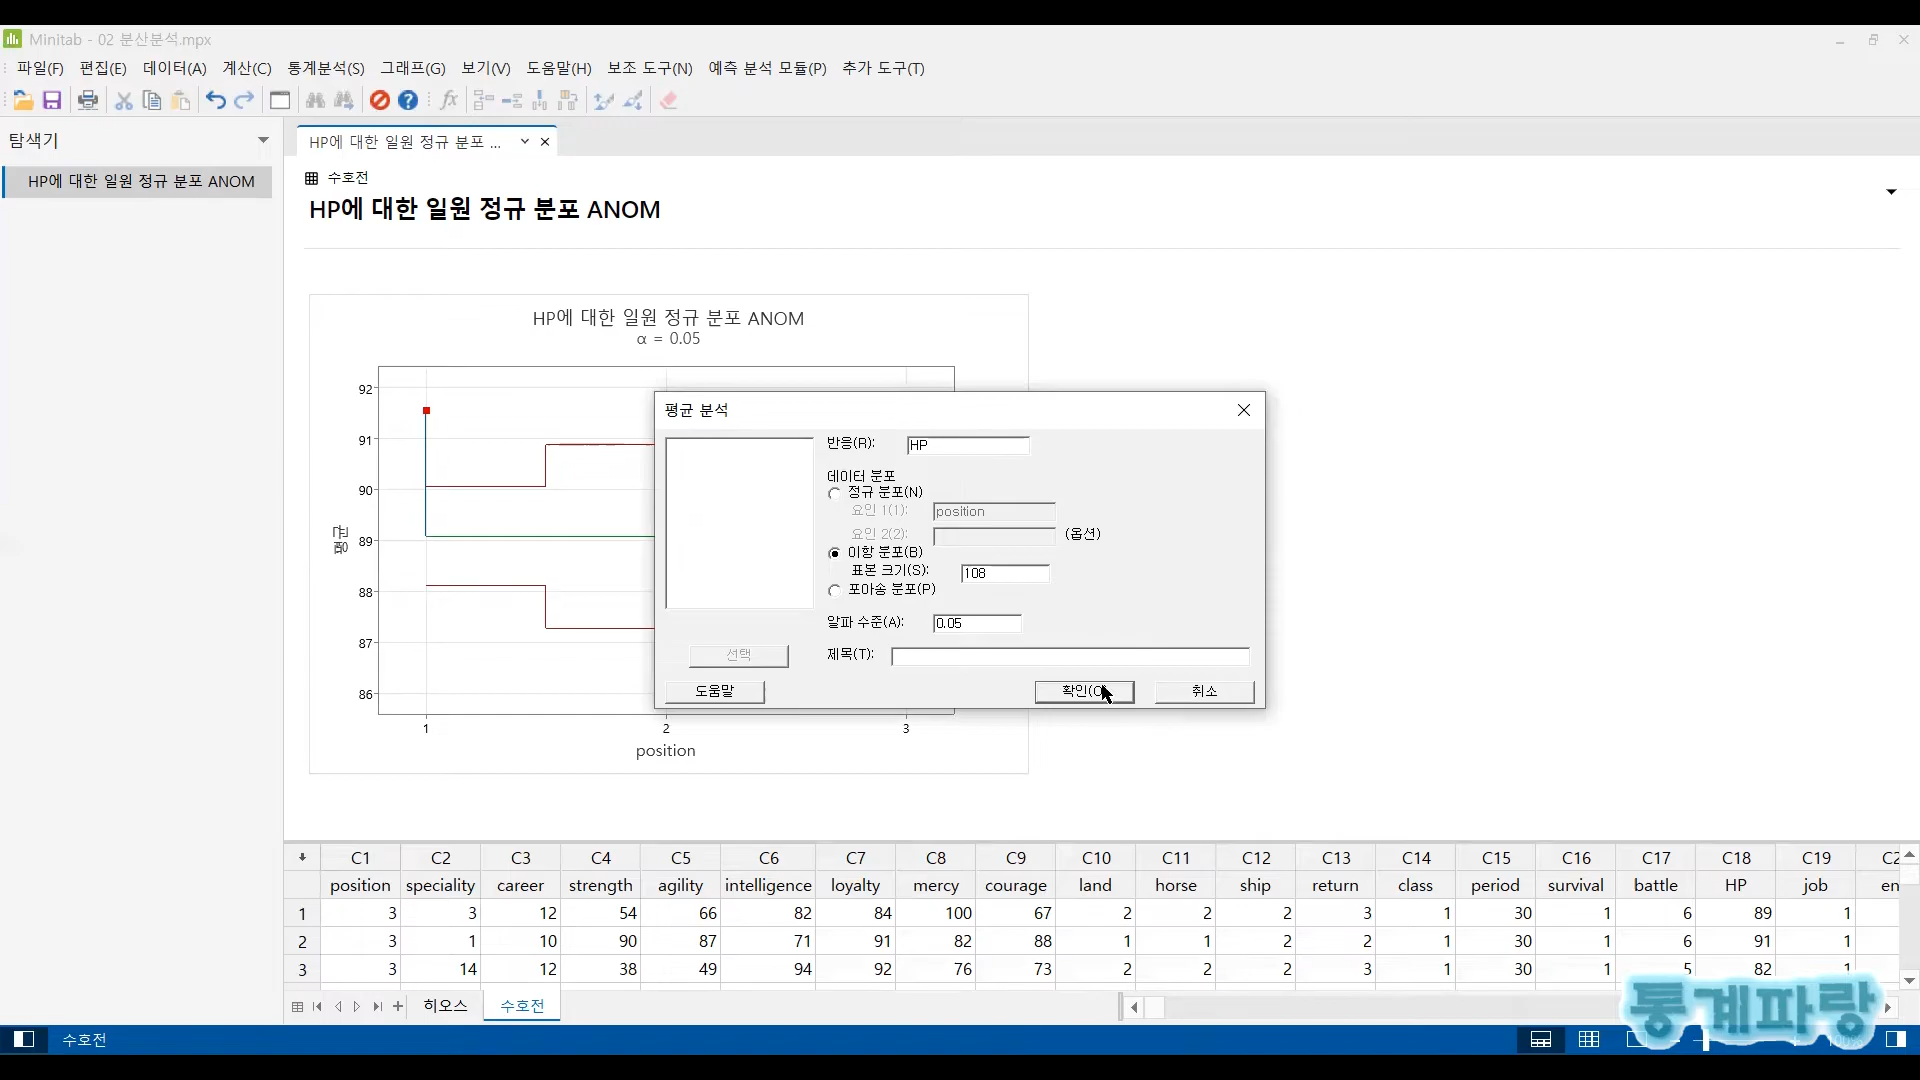 Minitab - 02 분산분석.mpx
파일(F) 편집(E) 데이터(A) 계산(C) 통계분석(S) 그래프(G) 보기(V) 도움말(H) 보조 도구(N) 예측 분석 모듈(P) 추가 도구(T)
탐색기
HP에 대한 일원 정규 분포 ...
HP에 대한 일원 정규 분포 ANOM
수호전
HP에 대한 일원 정규 분포 ANOM
HP에 대한 일원 정규 분포 ANOM
α = 0.05
92
91
90
89
88
87
86
평균
1 2 3
position
평균 분석
반응(R): HP
데이터 분포
정규 분포(N)
요인 1(1): position
요인 2(2): (옵션)
이항 분포(B)
표본 크기(S): 108
포아송 분포(P)
알파 수준(A): 0.05
선택
제목(T):
도움말 확인(O) 취소
C1 C2 C3 C4 C5 C6 C7 C8 C9 C10 C11 C12 C13 C14 C15 C16 C17 C18 C19
position speciality career strength agility intelligence loyalty mercy courage land horse ship return class period survival battle HP job en
1 3 3 12 54 66 82 84 100 67 2 2 2 3 1 30 1 6 89 1
2 3 1 10 90 87 71 91 82 88 1 1 2 2 1 30 1 6 91 1
3 3 14 12 38 49 94 92 76 73 2 2 2 3 1 30 1 5 82 1
히오스 수호전
통계파랑
수호전